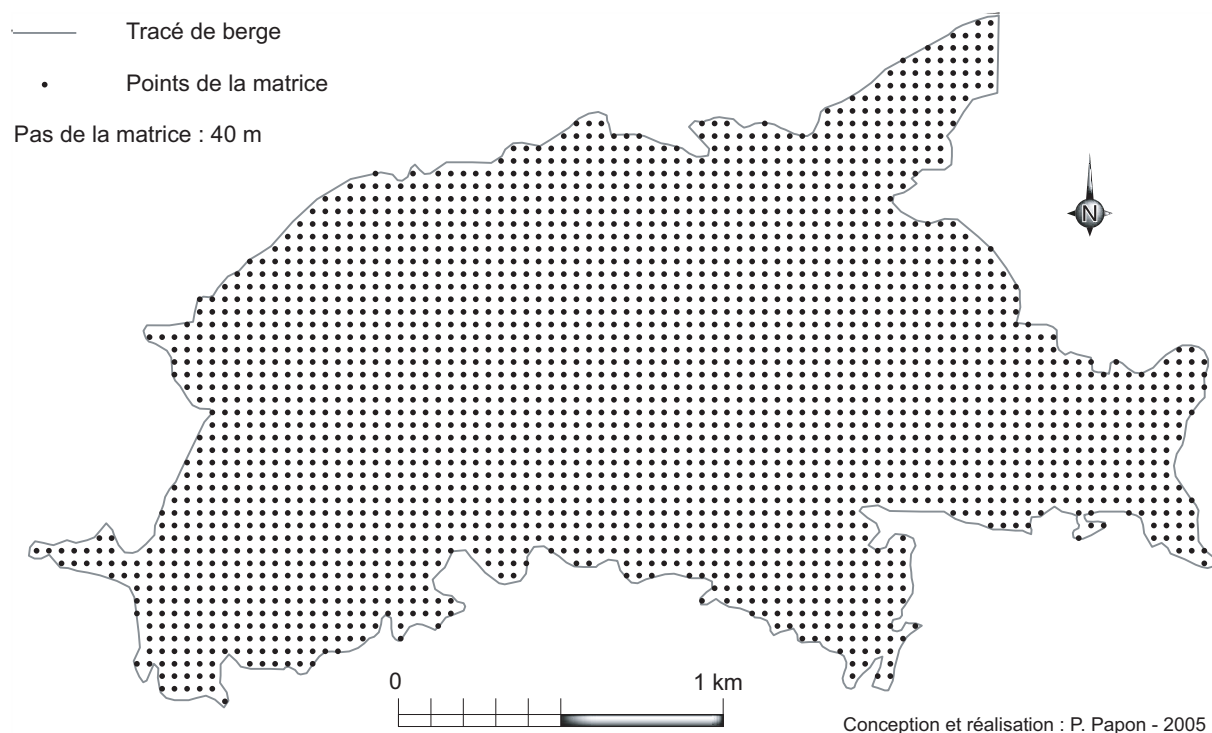 Tracé de berge
Points de la matrice
Pas de la matrice : 40 m
N
0 1 km
Conception et réalisation : P. Papon - 2005